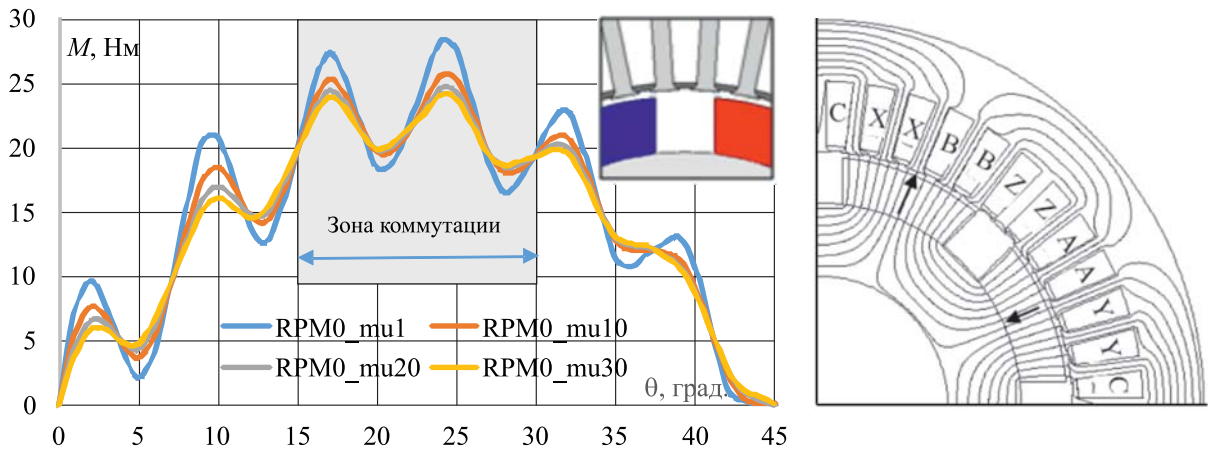 30
25
20
15
10
5
0
M, Нм
Зона коммутации
RPM0_mu1
RPM0_mu10
RPM0_mu20
RPM0_mu30
θ, град.
0 5 10 15 20 25 30 35 40 45
C
X
X
B
B
Z
Z
A
A
Y
Y
C